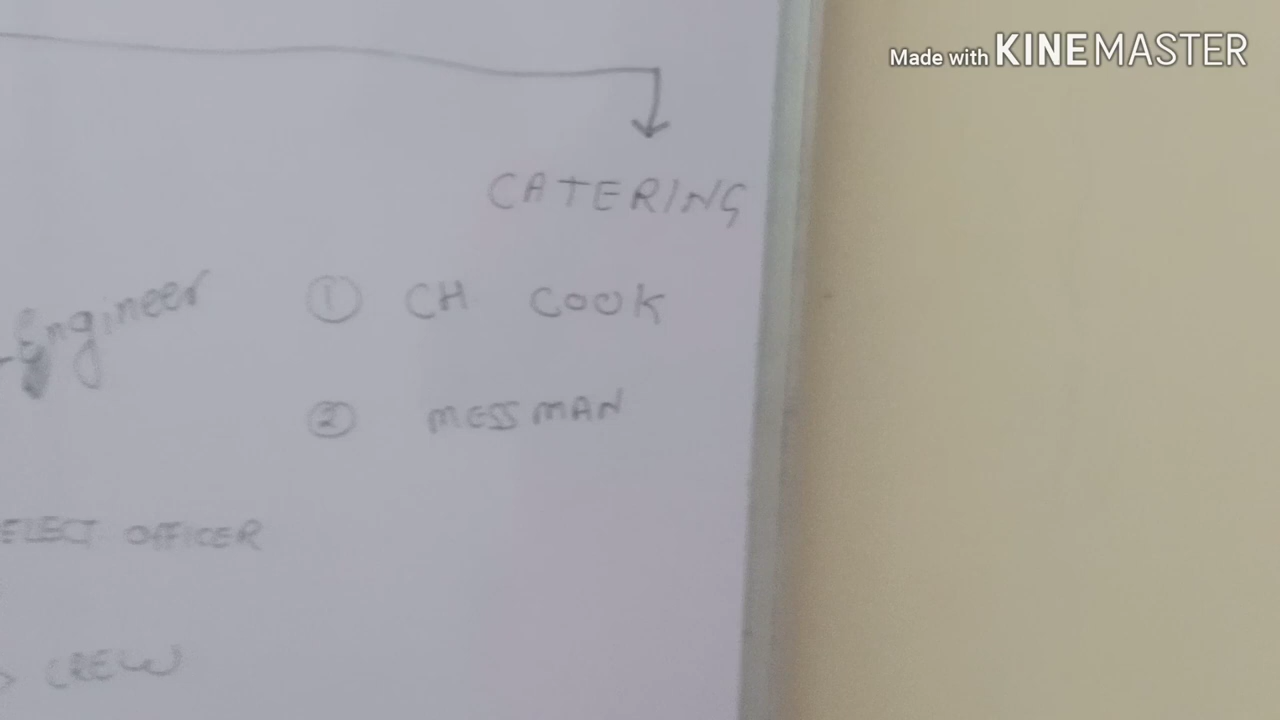 Made with KINEMASTER
CATERING
Engineer
① CH COOK
② MESSMAN
ELECT OFFICER
CREW